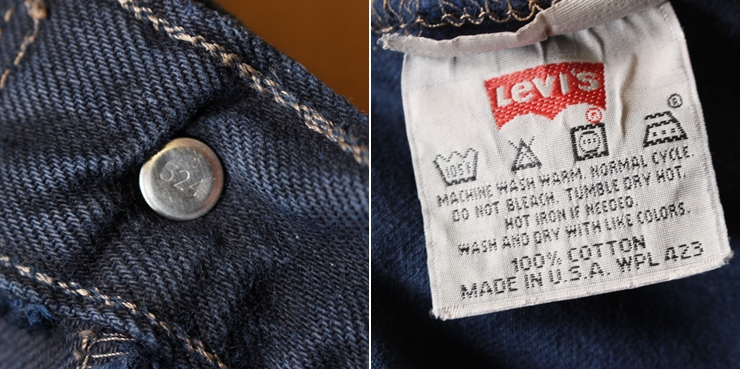 524
Levi's
®
®
105F
MACHINE WASH WARM. NORMAL CYCLE.
DO NOT BLEACH. TUMBLE DRY HOT.
HOT IRON IF NEEDED.
WASH AND DRY WITH LIKE COLORS.
100% COTTON
MADE IN U.S.A. WPL 423